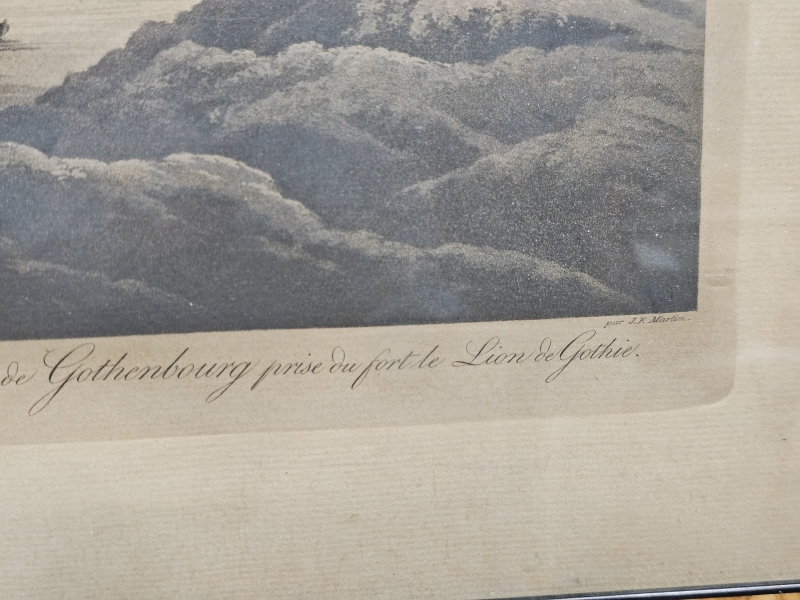 par J. F. Martin.
de Gothenbourg prise du fort le Lion de Gothie.